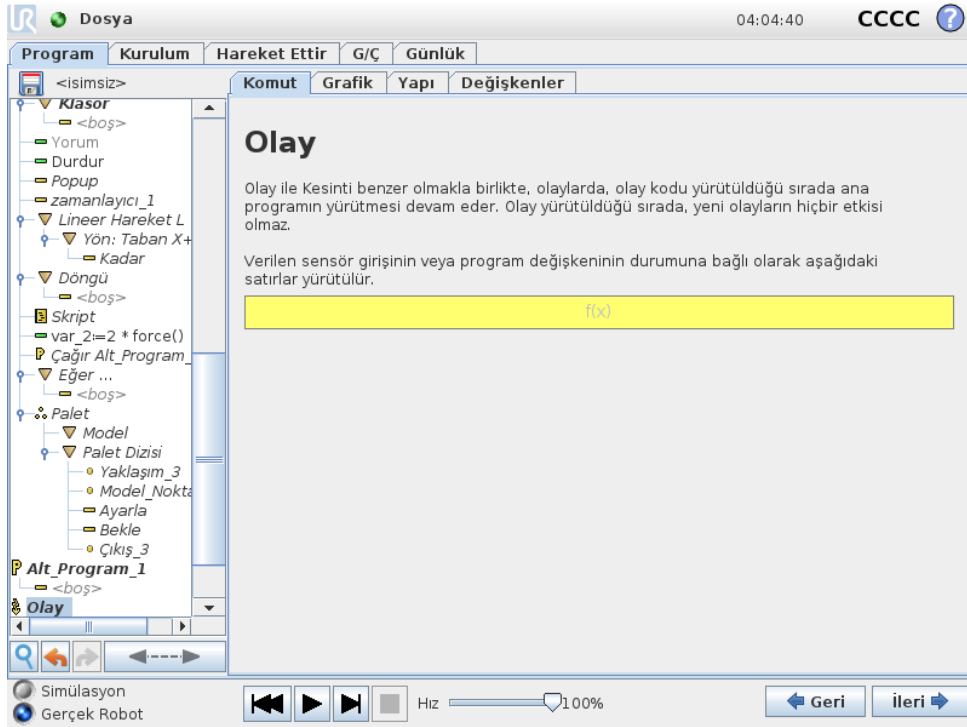 Dosya
04:04:40
CCCC
?
Program
Kurulum
Hareket Ettir
G/Ç
Günlük
<isimsiz>
Komut
Grafik
Yapı
Değişkenler
Klasör
<boş>
Yorum
Durdur
Popup
zamanlayıcı_1
Lineer Hareket L
Yön: Taban X+
Kadar
Döngü
<boş>
Skript
var_2:=2 * force()
Çağır Alt_Program_
Eğer ...
<boş>
Palet
Model
Palet Dizisi
Yaklaşım_3
Model_Nokta
Ayarla
Bekle
Çıkış_3
Alt_Program_1
<boş>
Olay
Olay
Olay ile Kesinti benzer olmakla birlikte, olaylarda, olay kodu yürütüldüğü sırada ana
programın yürütmesi devam eder. Olay yürütüldüğü sırada, yeni olayların hiçbir etkisi
olmaz.
Verilen sensör girişinin veya program değişkeninin durumuna bağlı olarak aşağıdaki
satırlar yürütülür.
f(x)
Simülasyon
Gerçek Robot
Hız
100%
Geri
İleri